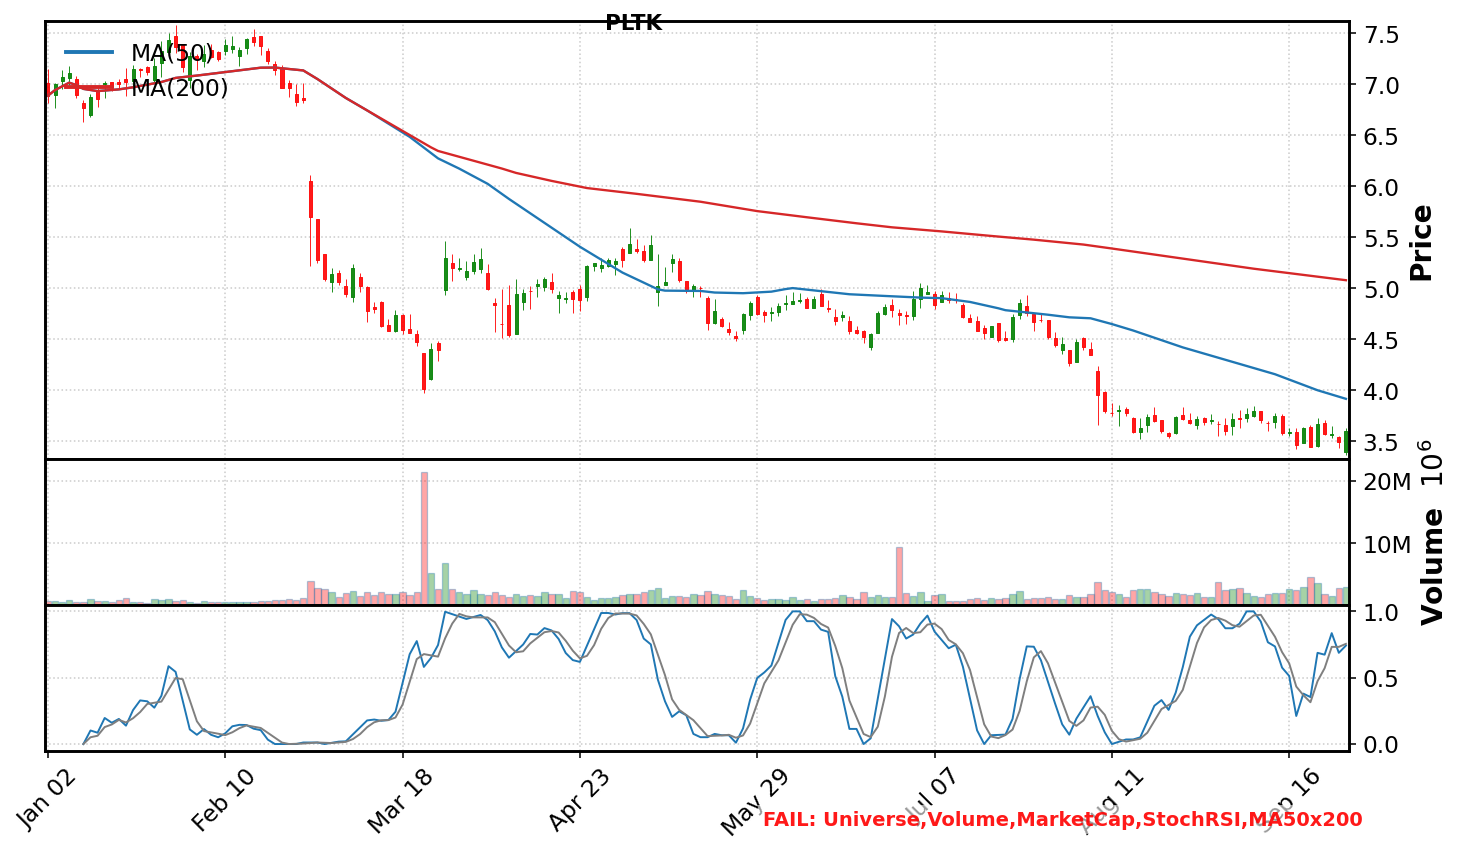 PLTK
MA(50)
MA(200)
7.5
7.0
6.5
6.0
5.5
5.0
4.5
4.0
3.5
Price
20M
10M
Volume 10^6
1.0
0.5
0.0
Jan 02
Feb 10
Mar 18
Apr 23
May 29
Jul 07
Aug 11
Sep 16
FAIL: Universe,Volume,MarketCap,StochRSI,MA50x200